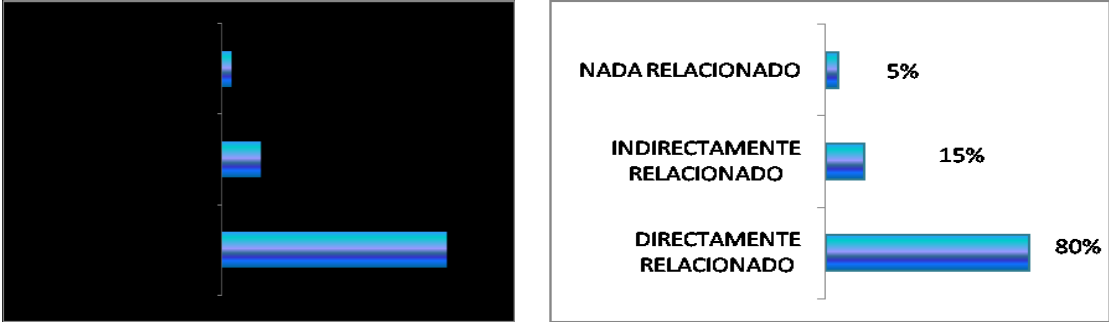 NADA RELACIONADO 5%
INDIRECTAMENTE
RELACIONADO 15%
DIRECTAMENTE
RELACIONADO 80%